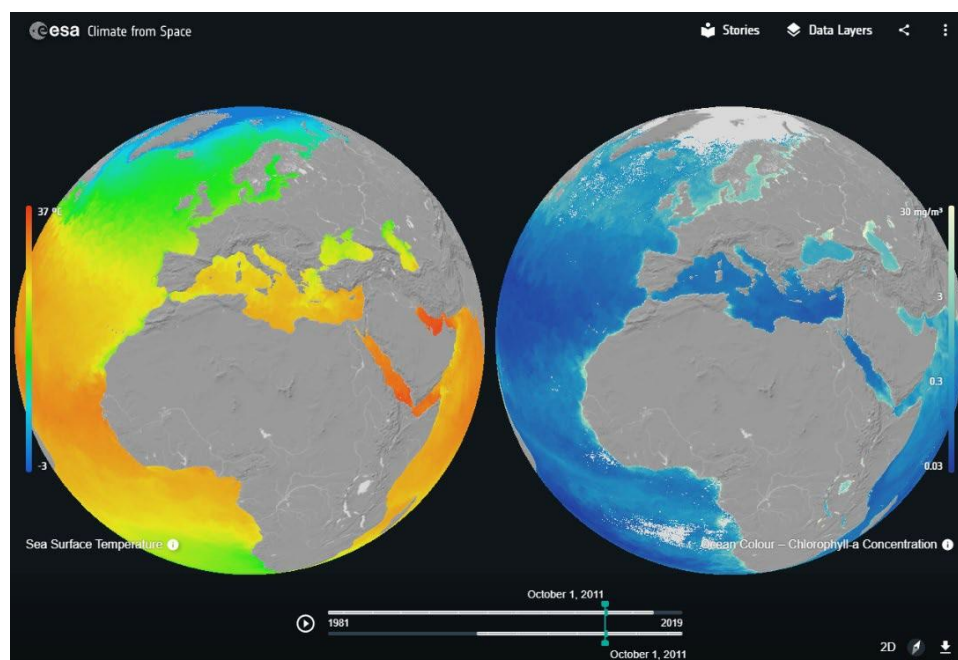 esa Climate from Space
Stories
Data Layers
37 ºC
-3
30 mg/m³
3
0.3
0.03
Sea Surface Temperature
Ocean Colour – Chlorophyll-a Concentration
October 1, 2011
1981
2019
October 1, 2011
2D